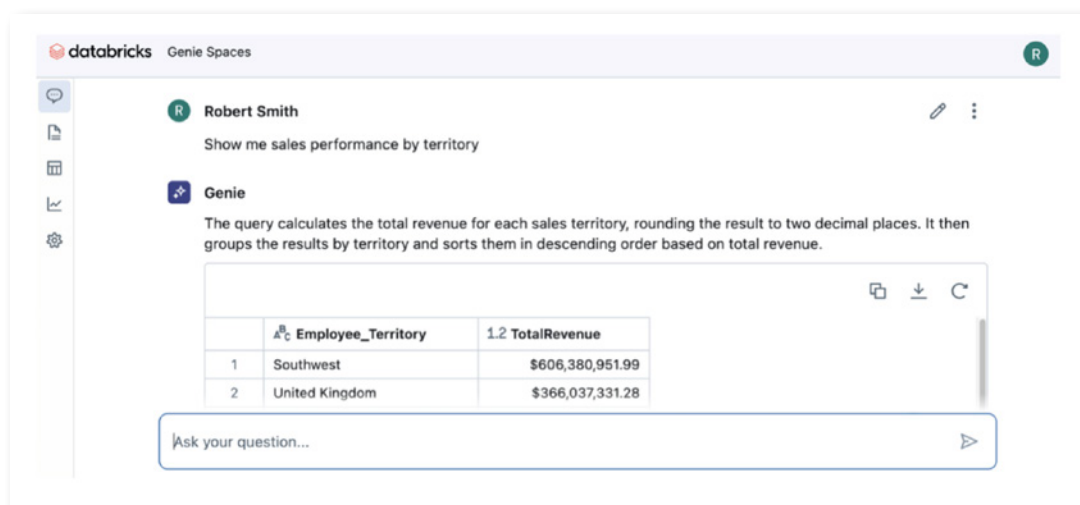 databricks Genie Spaces R
R Robert Smith
Show me sales performance by territory
Genie
The query calculates the total revenue for each sales territory, rounding the result to two decimal places. It then
groups the results by territory and sorts them in descending order based on total revenue.
ABC Employee_Territory 1.2 TotalRevenue
1 Southwest $606,380,951.99
2 United Kingdom $366,037,331.28
Ask your question...